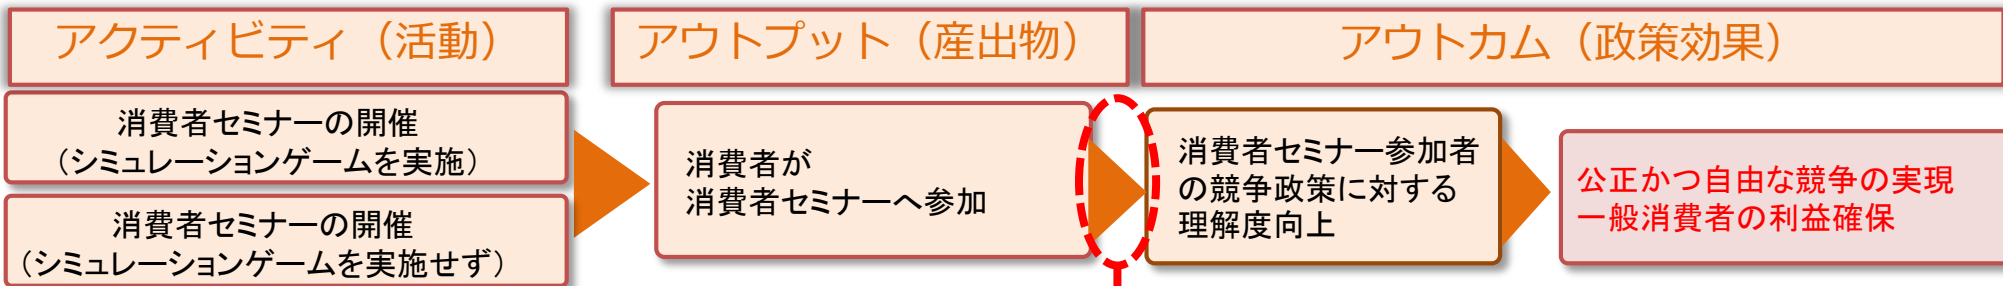 アクティビティ（活動）
アウトプット（産出物）
アウトカム（政策効果）
消費者セミナーの開催
（シミュレーションゲームを実施）
消費者セミナーの開催
（シミュレーションゲームを実施せず）
消費者が
消費者セミナーへ参加
消費者セミナー参加者
の競争政策に対する
理解度向上
公正かつ自由な競争の実現
一般消費者の利益確保